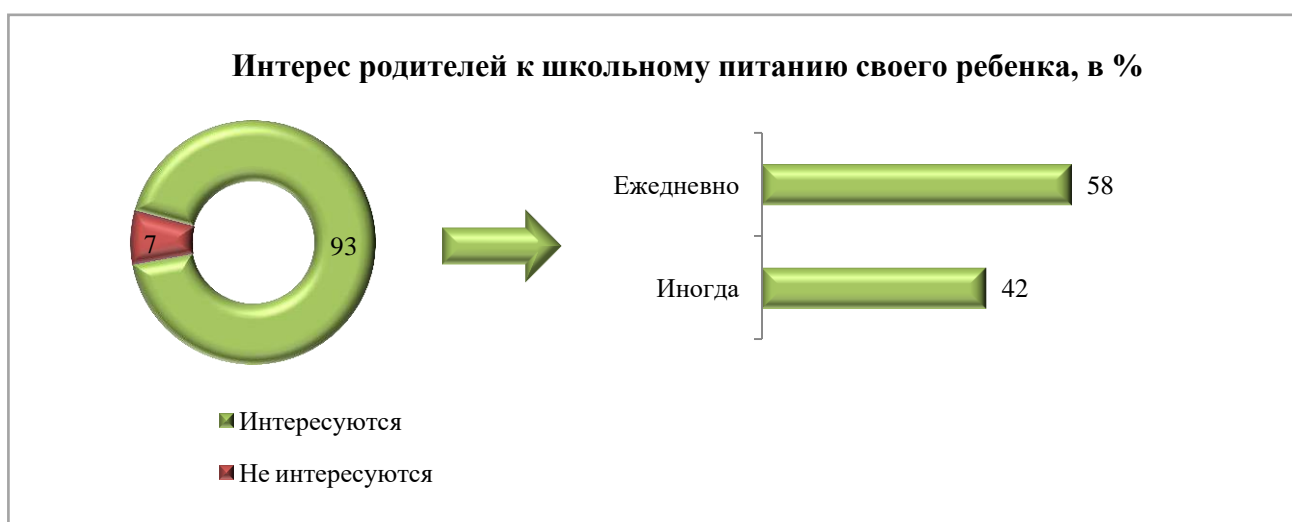 Интерес родителей к школьному питанию своего ребенка, в %
7
93
Интересуются
Не интересуются
Ежедневно
58
Иногда
42